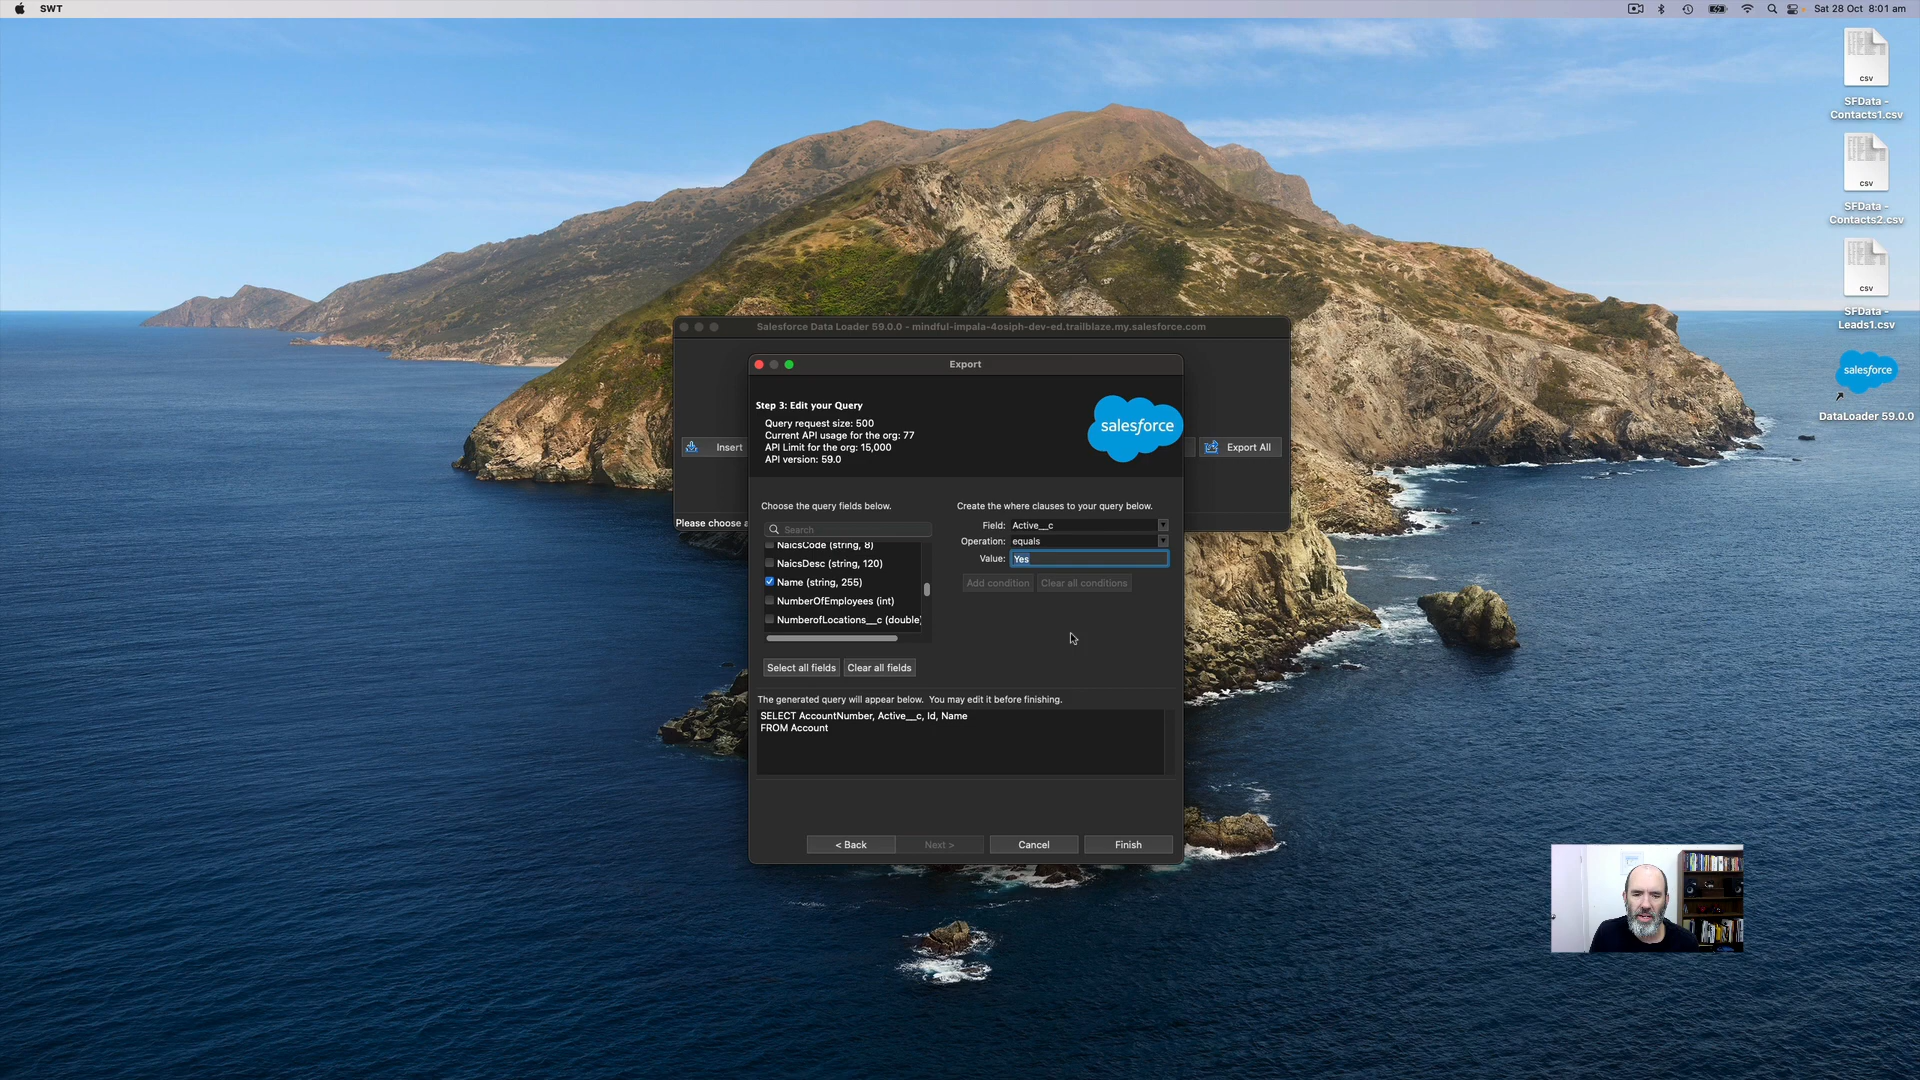 SWT
Sat 28 Oct 8:01 am
csv
SFData -
Contacts1.csv
csv
SFData -
Contacts2.csv
csv
SFData -
Leads1.csv
salesforce
DataLoader 59.0.0
Salesforce Data Loader 59.0.0 - mindful-impala-4osiph-dev-ed.trailblaze.my.salesforce.com
Insert
Export All
Please choose a
Export
Step 3: Edit your Query
Query request size: 500
Current API usage for the org: 77
API Limit for the org: 15,000
API version: 59.0
salesforce
Choose the query fields below.
Search
NaicsCode (string, 8)
NaicsDesc (string, 120)
Name (string, 255)
NumberOfEmployees (int)
NumberofLocations__c (double)
Select all fields
Clear all fields
Create the where clauses to your query below.
Field: Active__c
Operation: equals
Value: Yes
Add condition
Clear all conditions
The generated query will appear below.  You may edit it before finishing.
SELECT AccountNumber, Active__c, Id, Name
FROM Account
< Back
Next >
Cancel
Finish